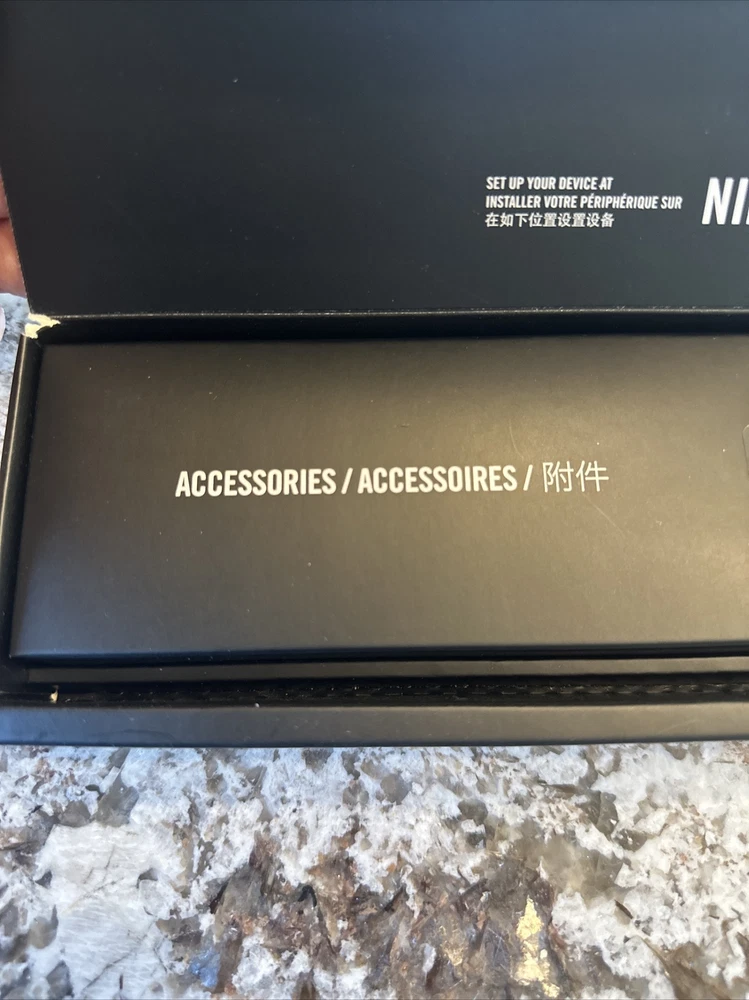 SET UP YOUR DEVICE AT
INSTALLER VOTRE PÉRIPHÉRIQUE SUR
在如下位置设置设备
ACCESSORIES / ACCESSOIRES / 附件